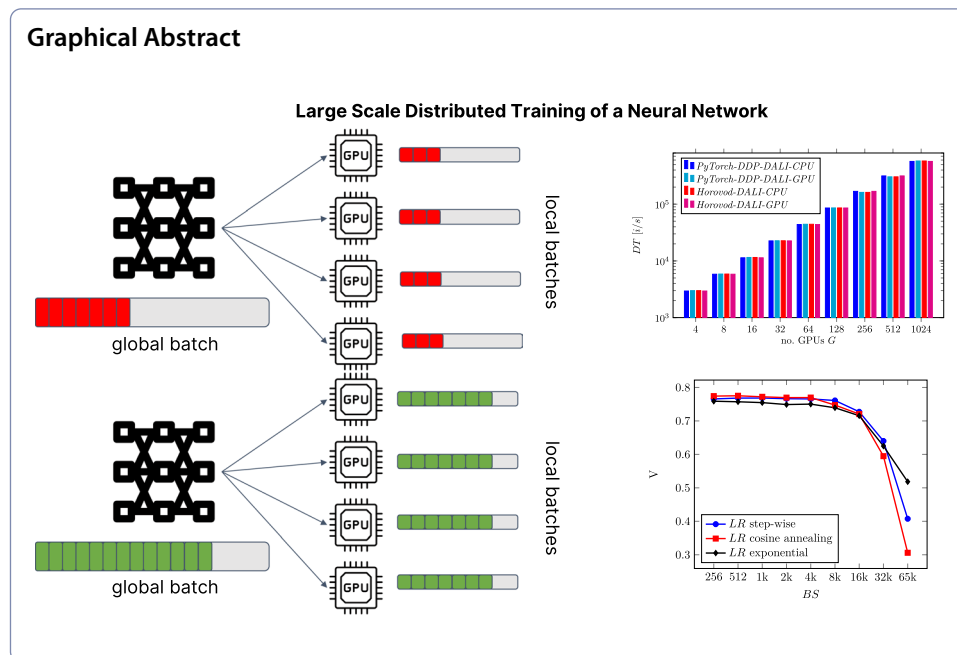 Graphical Abstract
Large Scale Distributed Training of a Neural Network
GPU
GPU
GPU
GPU
global batch
local batches
GPU
GPU
GPU
GPU
global batch
local batches
PyTorch-DDP-DALI-CPU
PyTorch-DDP-DALI-GPU
Horovod-DALI-CPU
Horovod-DALI-GPU
DT [i/s]
10^5
10^4
10^3
4 8 16 32 64 128 256 512 1024
no. GPUs G
0.8
0.7
0.6
0.5
0.4
0.3
V
LR step-wise
LR cosine annealing
LR exponential
256 512 1k 2k 4k 8k 16k 32k 65k
BS